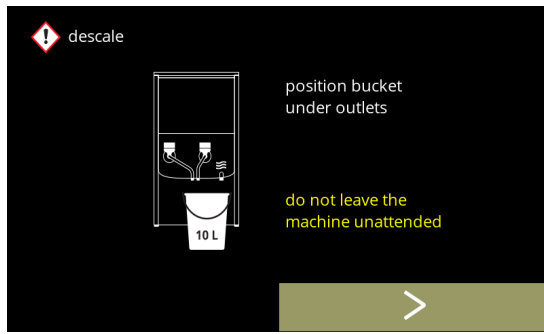 descale
position bucket
under outlets
10 L
do not leave the
machine unattended